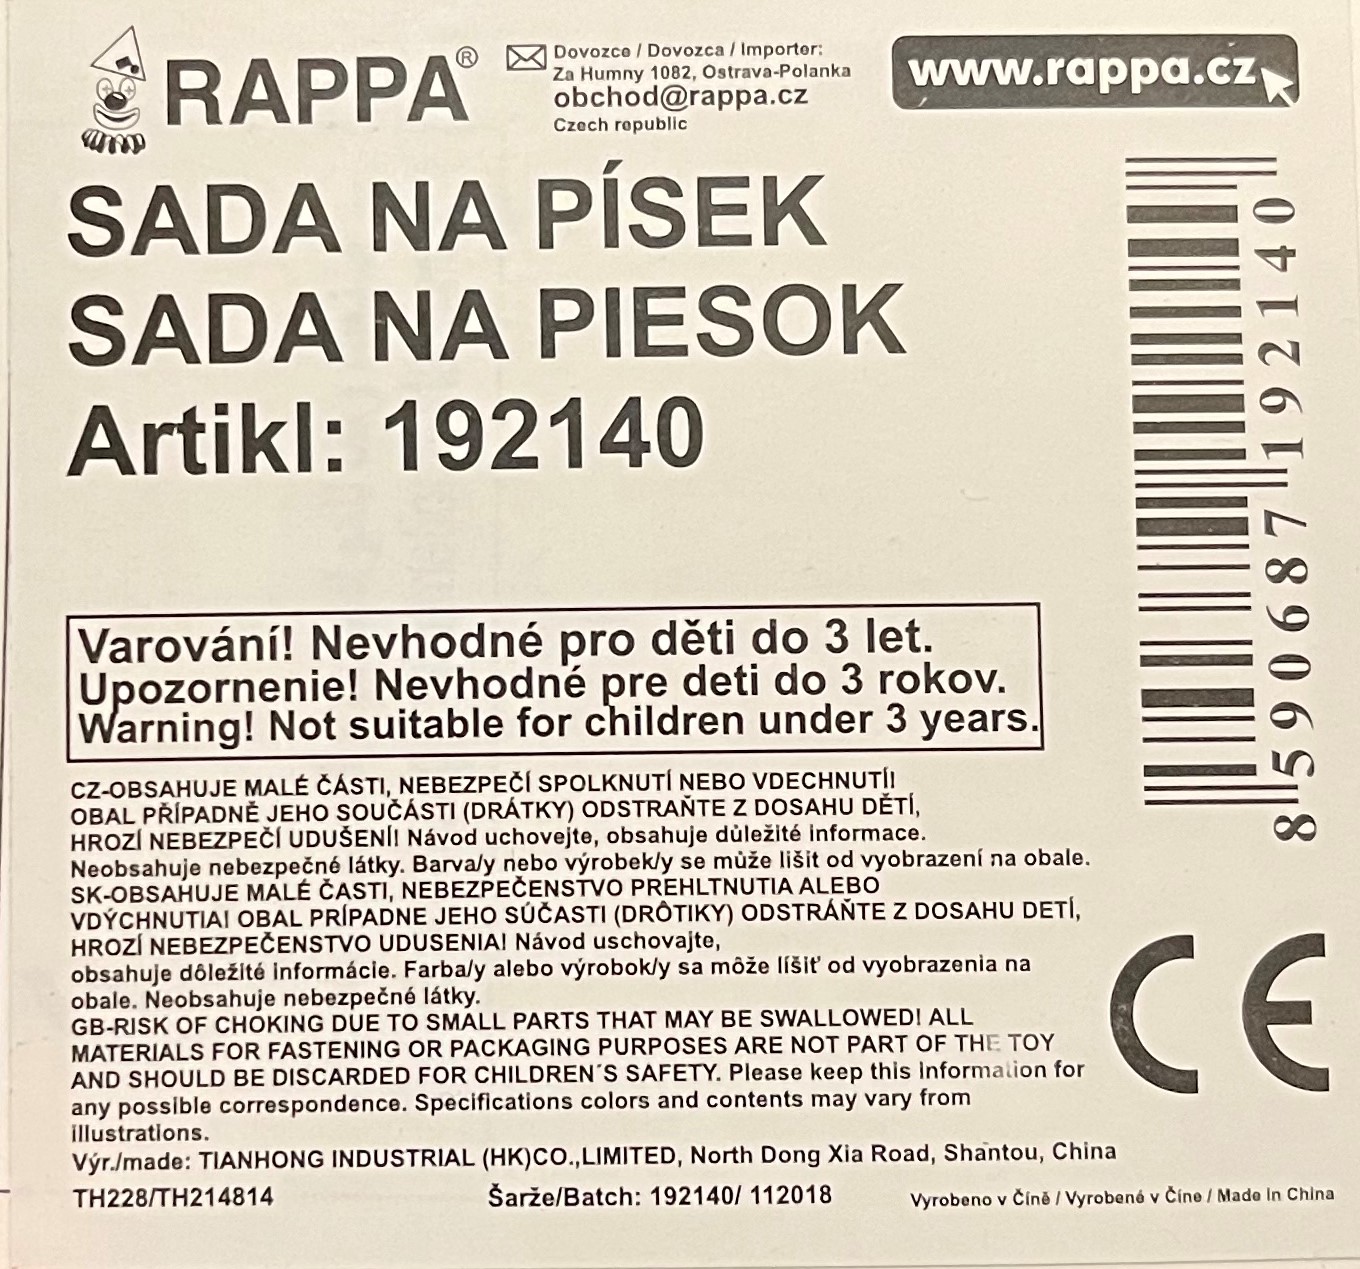 RAPPA®
Dovozce / Dovozca / Importer:
Za Humny 1082, Ostrava-Polanka
obchod@rappa.cz
Czech republic
www.rappa.cz
SADA NA PÍSEK
SADA NA PIESOK
Artikl: 192140
8 590687 192140
Varování! Nevhodné pro děti do 3 let.
Upozornenie! Nevhodné pre deti do 3 rokov.
Warning! Not suitable for children under 3 years.
CZ-OBSAHUJE MALÉ ČÁSTI, NEBEZPEČÍ SPOLKNUTÍ NEBO VDECHNUTÍ!
OBAL PŘÍPADNĚ JEHO SOUČÁSTI (DRÁTKY) ODSTRAŇTE Z DOSAHU DĚTÍ,
HROZÍ NEBEZPEČÍ UDUŠENÍ! Návod uchovejte, obsahuje důležité informace.
Neobsahuje nebezpečné látky. Barva/y nebo výrobek/y se může lišit od vyobrazení na obale.
SK-OBSAHUJE MALÉ ČASTI, NEBEZPEČENSTVO PREHLTNUTIA ALEBO
VDÝCHNUTIA! OBAL PRÍPADNE JEHO SÚČASTI (DRÔTIKY) ODSTRÁŇTE Z DOSAHU DETÍ,
HROZÍ NEBEZPEČENSTVO UDUSENIA! Návod uschovajte,
obsahuje dôležité informácie. Farba/y alebo výrobok/y sa môže líšiť od vyobrazenia na
obale. Neobsahuje nebezpečné látky.
GB-RISK OF CHOKING DUE TO SMALL PARTS THAT MAY BE SWALLOWED! ALL
MATERIALS FOR FASTENING OR PACKAGING PURPOSES ARE NOT PART OF THE TOY
AND SHOULD BE DISCARDED FOR CHILDREN´S SAFETY. Please keep this information for
any possible correspondence. Specifications colors and contents may vary from
illustrations.
CE
Výr./made: TIANHONG INDUSTRIAL (HK)CO.,LIMITED, North Dong Xia Road, Shantou, China
TH228/TH214814
Šarže/Batch: 192140/ 112018
Vyrobeno v Číně / Vyrobené v Číne / Made in China